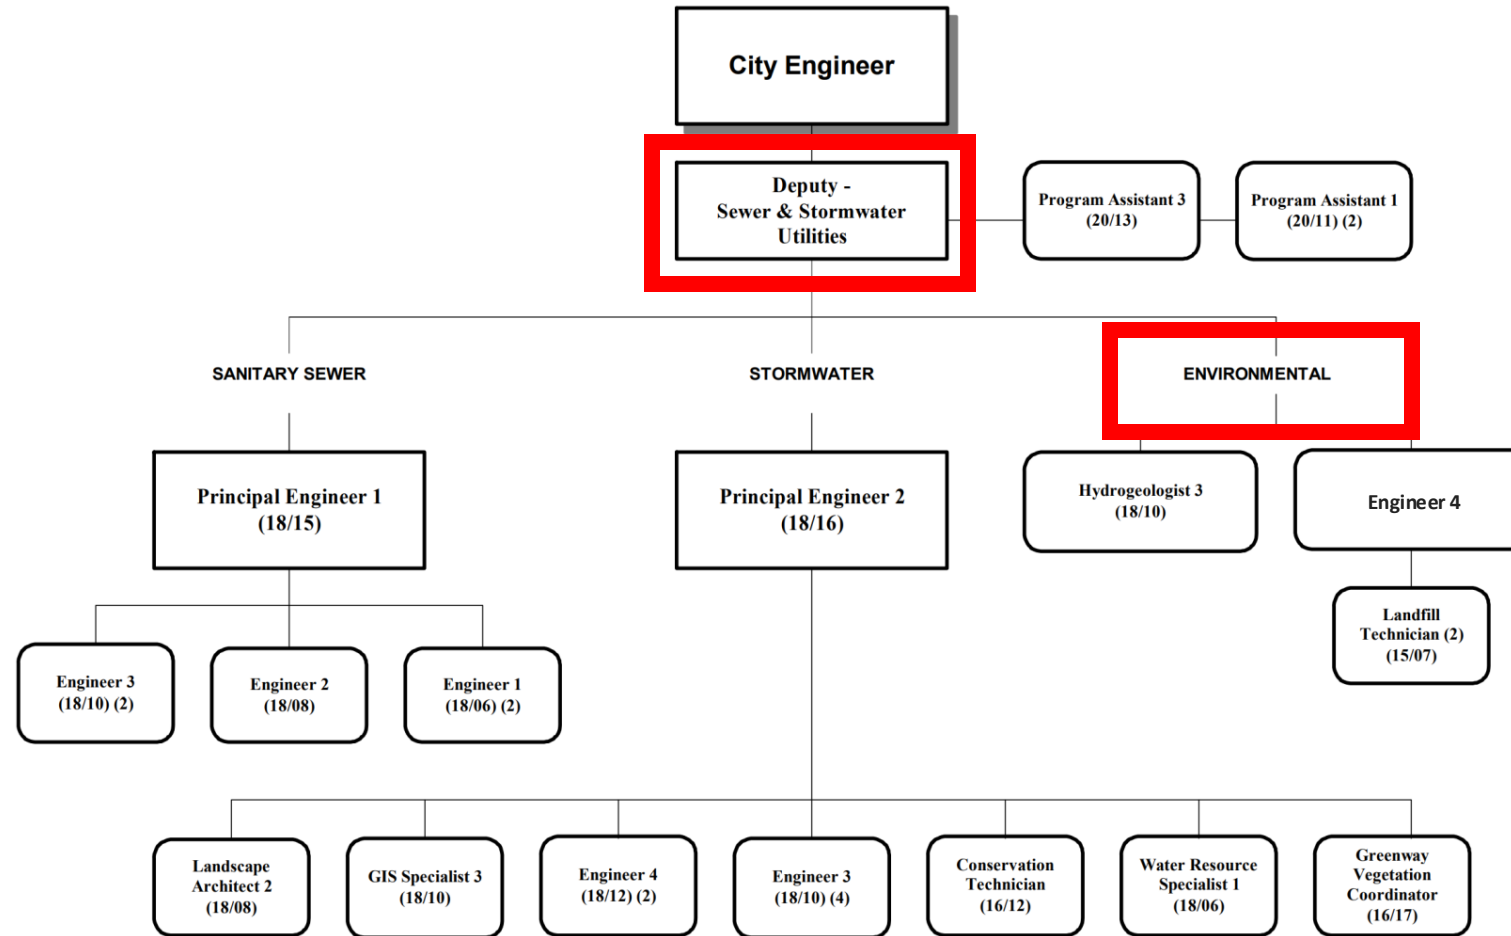 City Engineer
Deputy -
Sewer & Stormwater
Utilities
Program Assistant 3
(20/13)
Program Assistant 1
(20/11) (2)
SANITARY SEWER
STORMWATER
ENVIRONMENTAL
Principal Engineer 1
(18/15)
Principal Engineer 2
(18/16)
Hydrogeologist 3
(18/10)
Engineer 4
Landfill
Technician (2)
(15/07)
Engineer 3
(18/10) (2)
Engineer 2
(18/08)
Engineer 1
(18/06) (2)
Landscape
Architect 2
(18/08)
GIS Specialist 3
(18/10)
Engineer 4
(18/12) (2)
Engineer 3
(18/10) (4)
Conservation
Technician
(16/12)
Water Resource
Specialist 1
(18/06)
Greenway
Vegetation
Coordinator
(16/17)